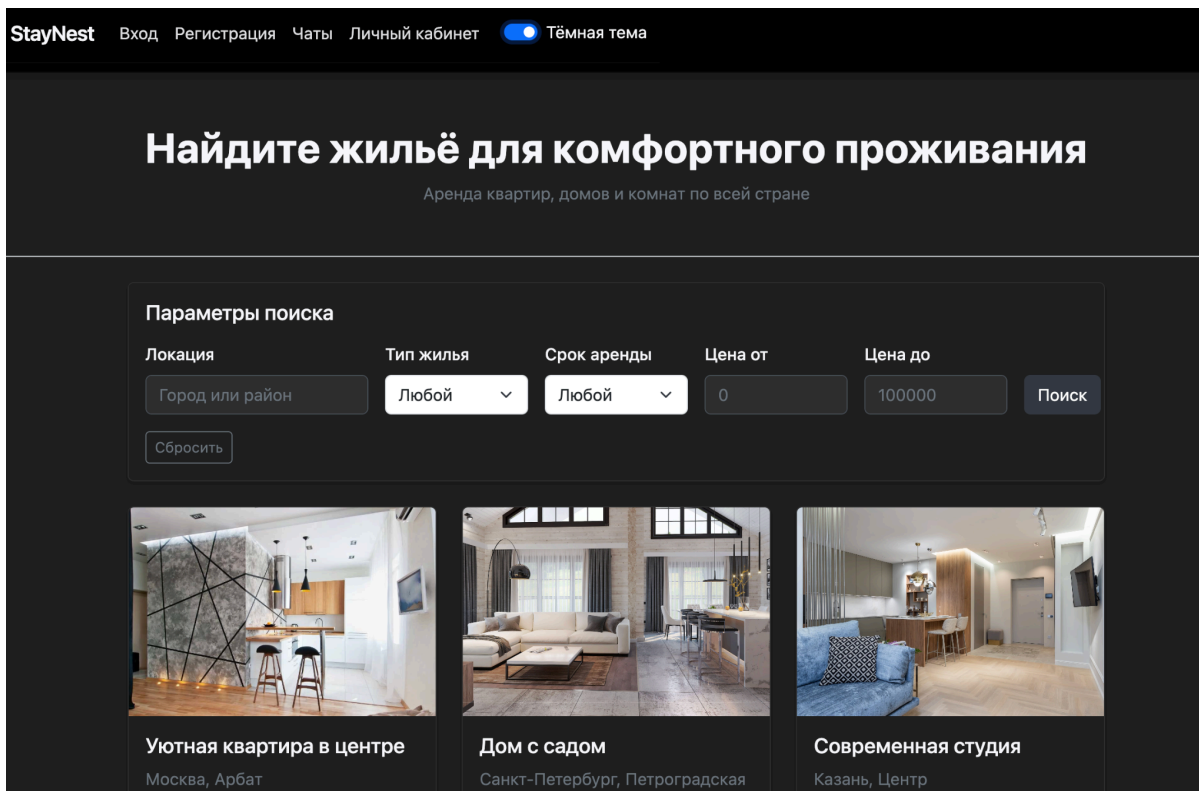 StayNest Вход Регистрация Чаты Личный кабинет Тёмная тема
Найдите жильё для комфортного проживания
Аренда квартир, домов и комнат по всей стране
Параметры поиска
Локация Тип жилья Срок аренды Цена от Цена до
Город или район Любой Любой 0 100000 Поиск
Сбросить
Уютная квартира в центре Дом с садом Современная студия
Москва, Арбат Санкт-Петербург, Петроградская Казань, Центр